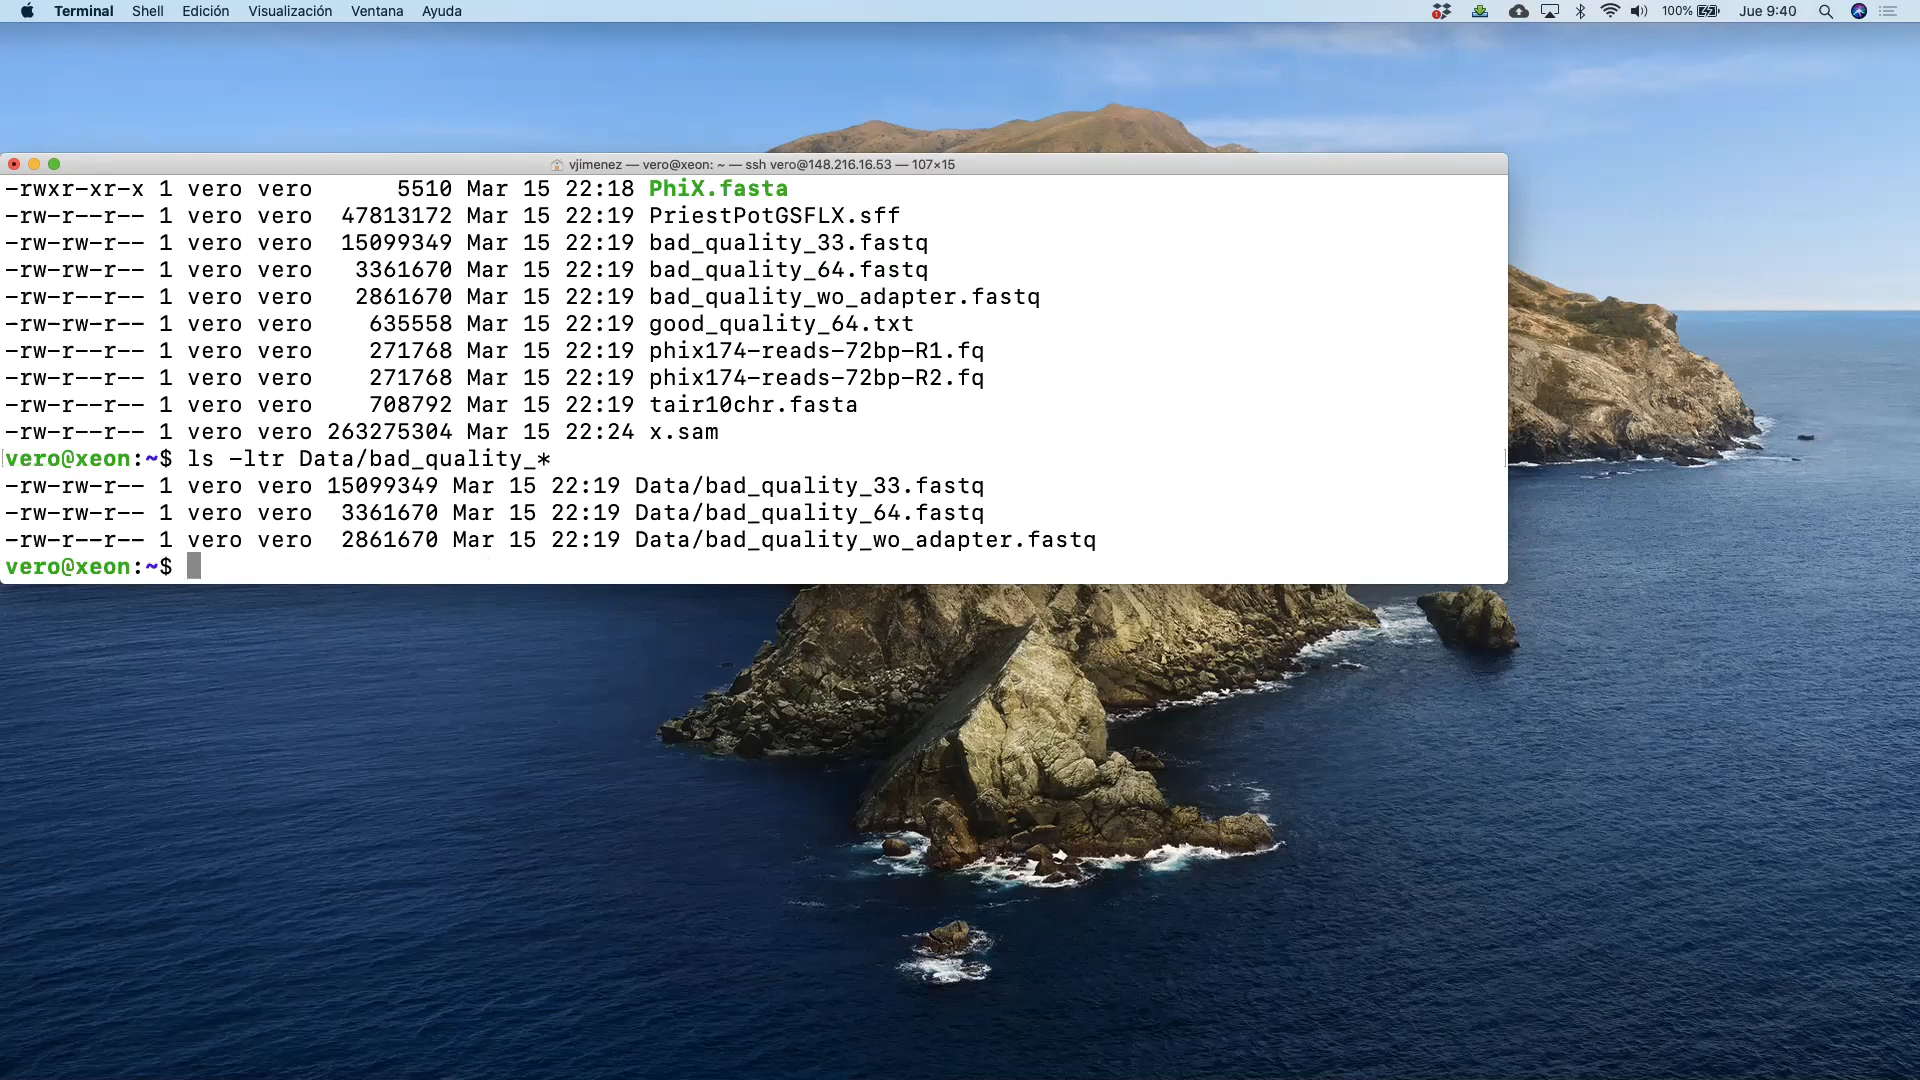 Terminal Shell Edición Visualización Ventana Ayuda 100% Jue 9:40
vjimenez — vero@xeon: ~ — ssh vero@148.216.16.53 — 107×15
-rwxr-xr-x 1 vero vero 5510 Mar 15 22:18 PhiX.fasta
-rw-r--r-- 1 vero vero 47813172 Mar 15 22:19 PriestPotGSFLX.sff
-rw-rw-r-- 1 vero vero 15099349 Mar 15 22:19 bad_quality_33.fastq
-rw-rw-r-- 1 vero vero 3361670 Mar 15 22:19 bad_quality_64.fastq
-rw-r--r-- 1 vero vero 2861670 Mar 15 22:19 bad_quality_wo_adapter.fastq
-rw-rw-r-- 1 vero vero 635558 Mar 15 22:19 good_quality_64.txt
-rw-r--r-- 1 vero vero 271768 Mar 15 22:19 phix174-reads-72bp-R1.fq
-rw-r--r-- 1 vero vero 271768 Mar 15 22:19 phix174-reads-72bp-R2.fq
-rw-r--r-- 1 vero vero 708792 Mar 15 22:19 tair10chr.fasta
-rw-r--r-- 1 vero vero 263275304 Mar 15 22:24 x.sam
vero@xeon:~$ ls -ltr Data/bad_quality_*
-rw-rw-r-- 1 vero vero 15099349 Mar 15 22:19 Data/bad_quality_33.fastq
-rw-rw-r-- 1 vero vero 3361670 Mar 15 22:19 Data/bad_quality_64.fastq
-rw-r--r-- 1 vero vero 2861670 Mar 15 22:19 Data/bad_quality_wo_adapter.fastq
vero@xeon:~$